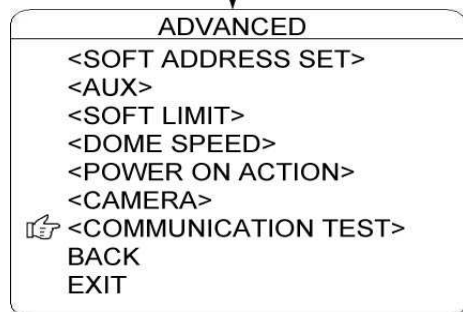 ADVANCED
<SOFT ADDRESS SET>
<AUX>
<SOFT LIMIT>
<DOME SPEED>
<POWER ON ACTION>
<CAMERA>
<COMMUNICATION TEST>
BACK
EXIT